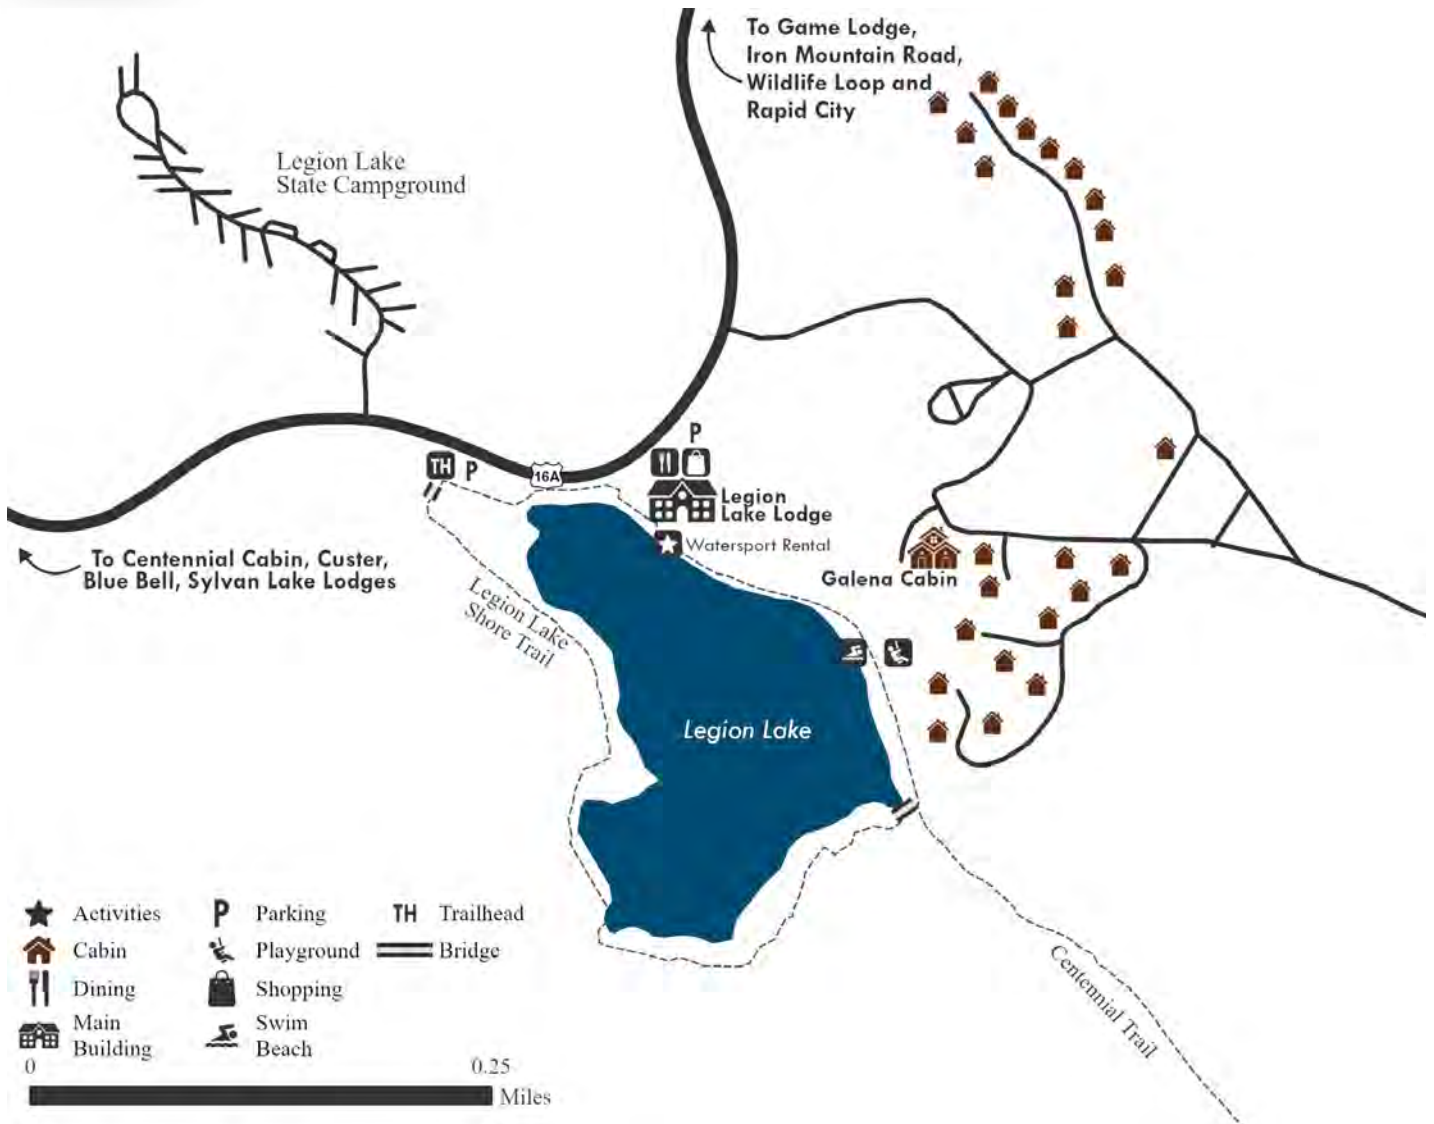 To Game Lodge,
Iron Mountain Road,
Wildlife Loop and
Rapid City
Legion Lake
State Campground
P
TH
P
16A
Legion
Lake Lodge
Watersport Rental
To Centennial Cabin, Custer,
Blue Bell, Sylvan Lake Lodges
Galena Cabin
Legion Lake
Shore Trail
Legion Lake
Centennial Trail
Activities
P Parking
TH Trailhead
Cabin
Playground
Bridge
Dining
Shopping
Main
Building
Swim
Beach
0 0.25
Miles